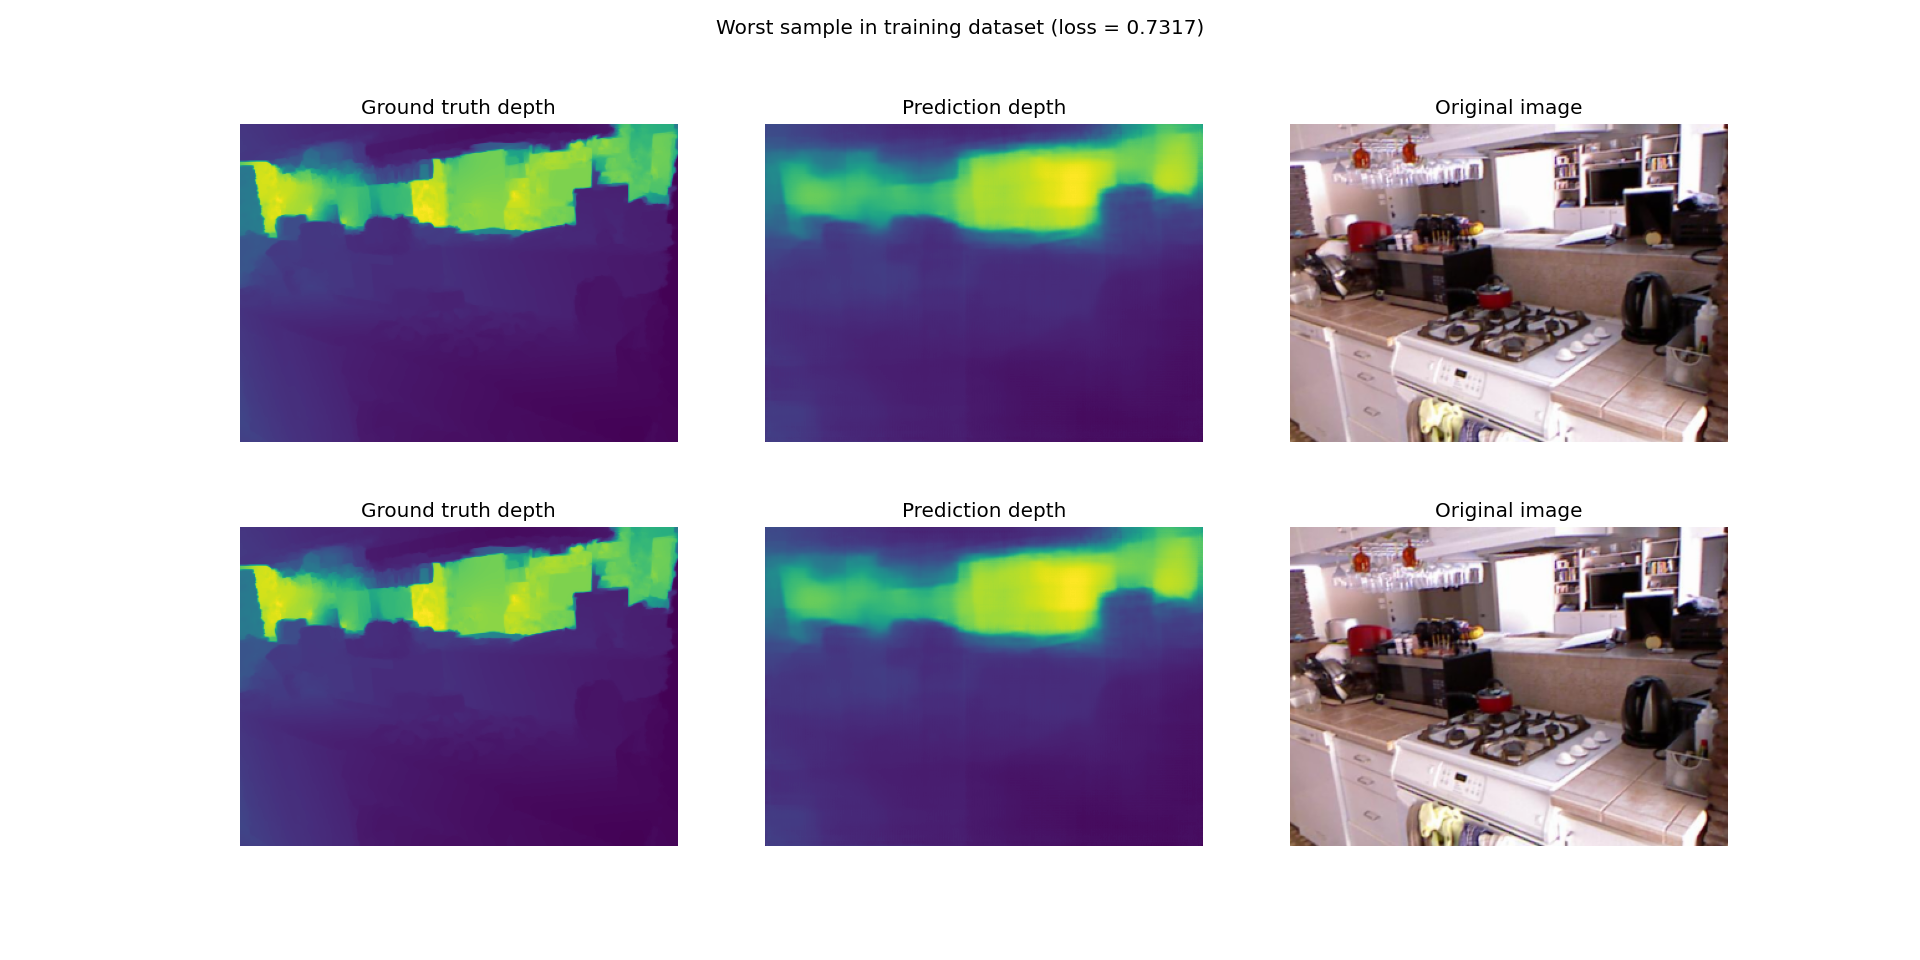 Worst sample in training dataset (loss = 0.7317)
Ground truth depth
Prediction depth
Original image
Ground truth depth
Prediction depth
Original image